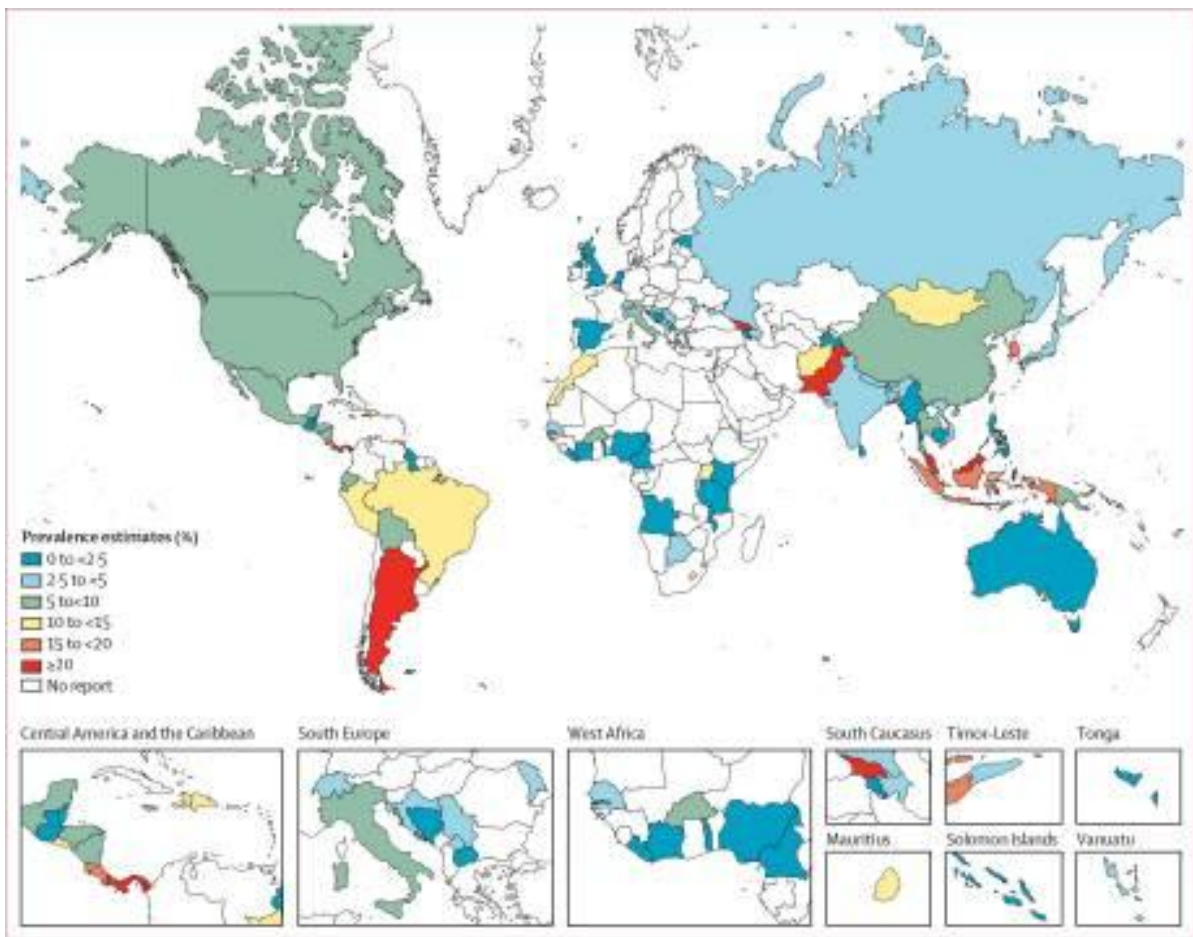 Prevalence estimates (%)
0 to <2·5
2·5 to <5
5 to<10
10 to <15
15 to <20
≥20
No report
Central America and the Caribbean
South Europe
West Africa
South Caucasus
Timor-Leste
Tonga
Mauritius
Solomon Islands
Vanuatu